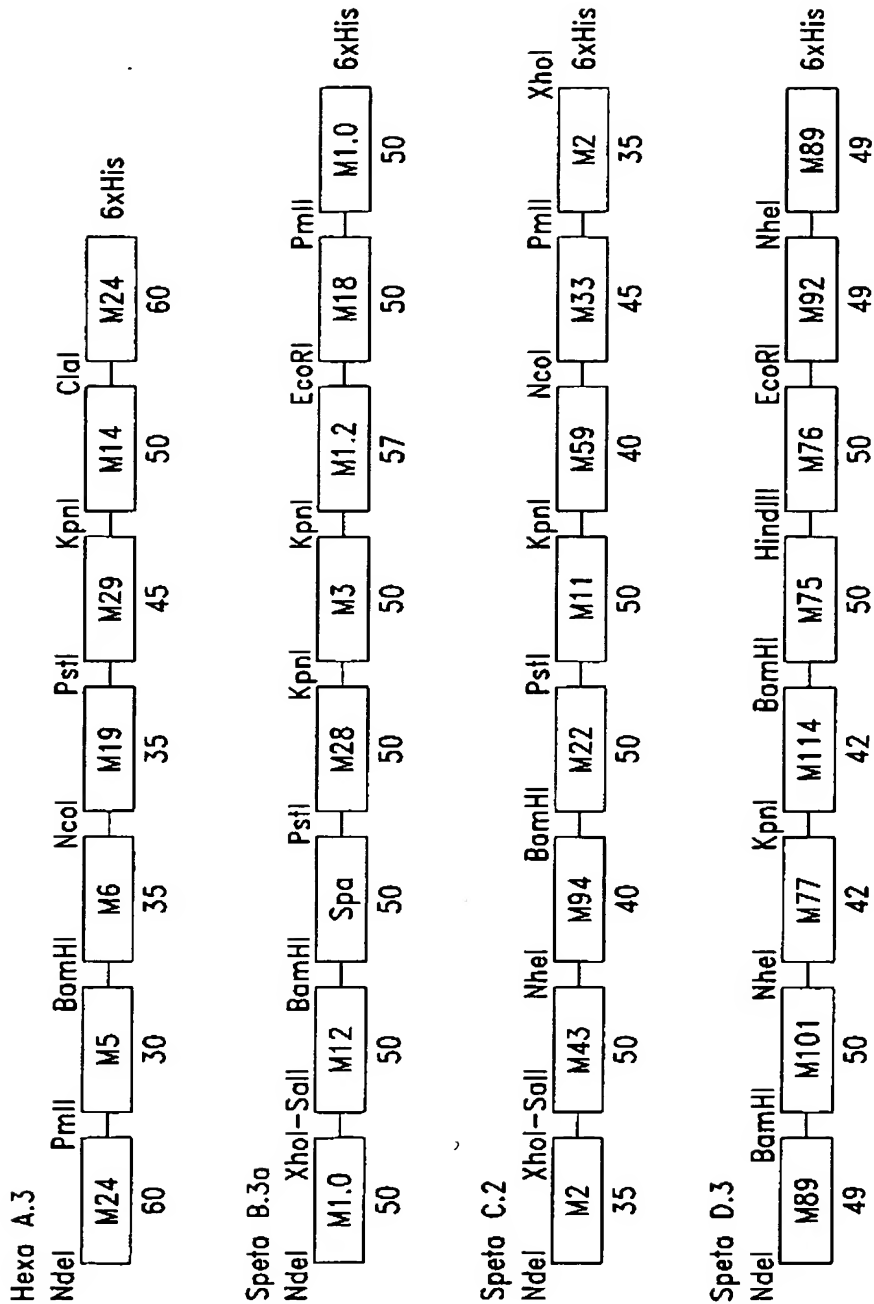 Hexa A.3
NdeI PmlI BamHI NcoI PstI KpnI ClaI
M24 M5 M6 M19 M29 M14 M24 6xHis
60 30 35 35 45 50 60
Speta B.3a
NdeI XhoI-SalI BamHI PstI KpnI KpnI EcoRI PmlI
M1.0 M12 Spa M28 M3 M1.2 M18 M1.0 6xHis
50 50 50 50 50 57 50 50
Speta C.2
NdeI XhoI-SalI NheI BamHI PstI KpnI NcoI PmlI XhoI
M2 M43 M94 M22 M11 M59 M33 M2 6xHis
35 50 40 50 50 40 45 35
Speta D.3
NdeI BamHI NheI KpnI BamHI HindIII EcoRI NheI
M89 M101 M77 M114 M75 M76 M92 M89 6xHis
49 50 42 42 50 50 49 49